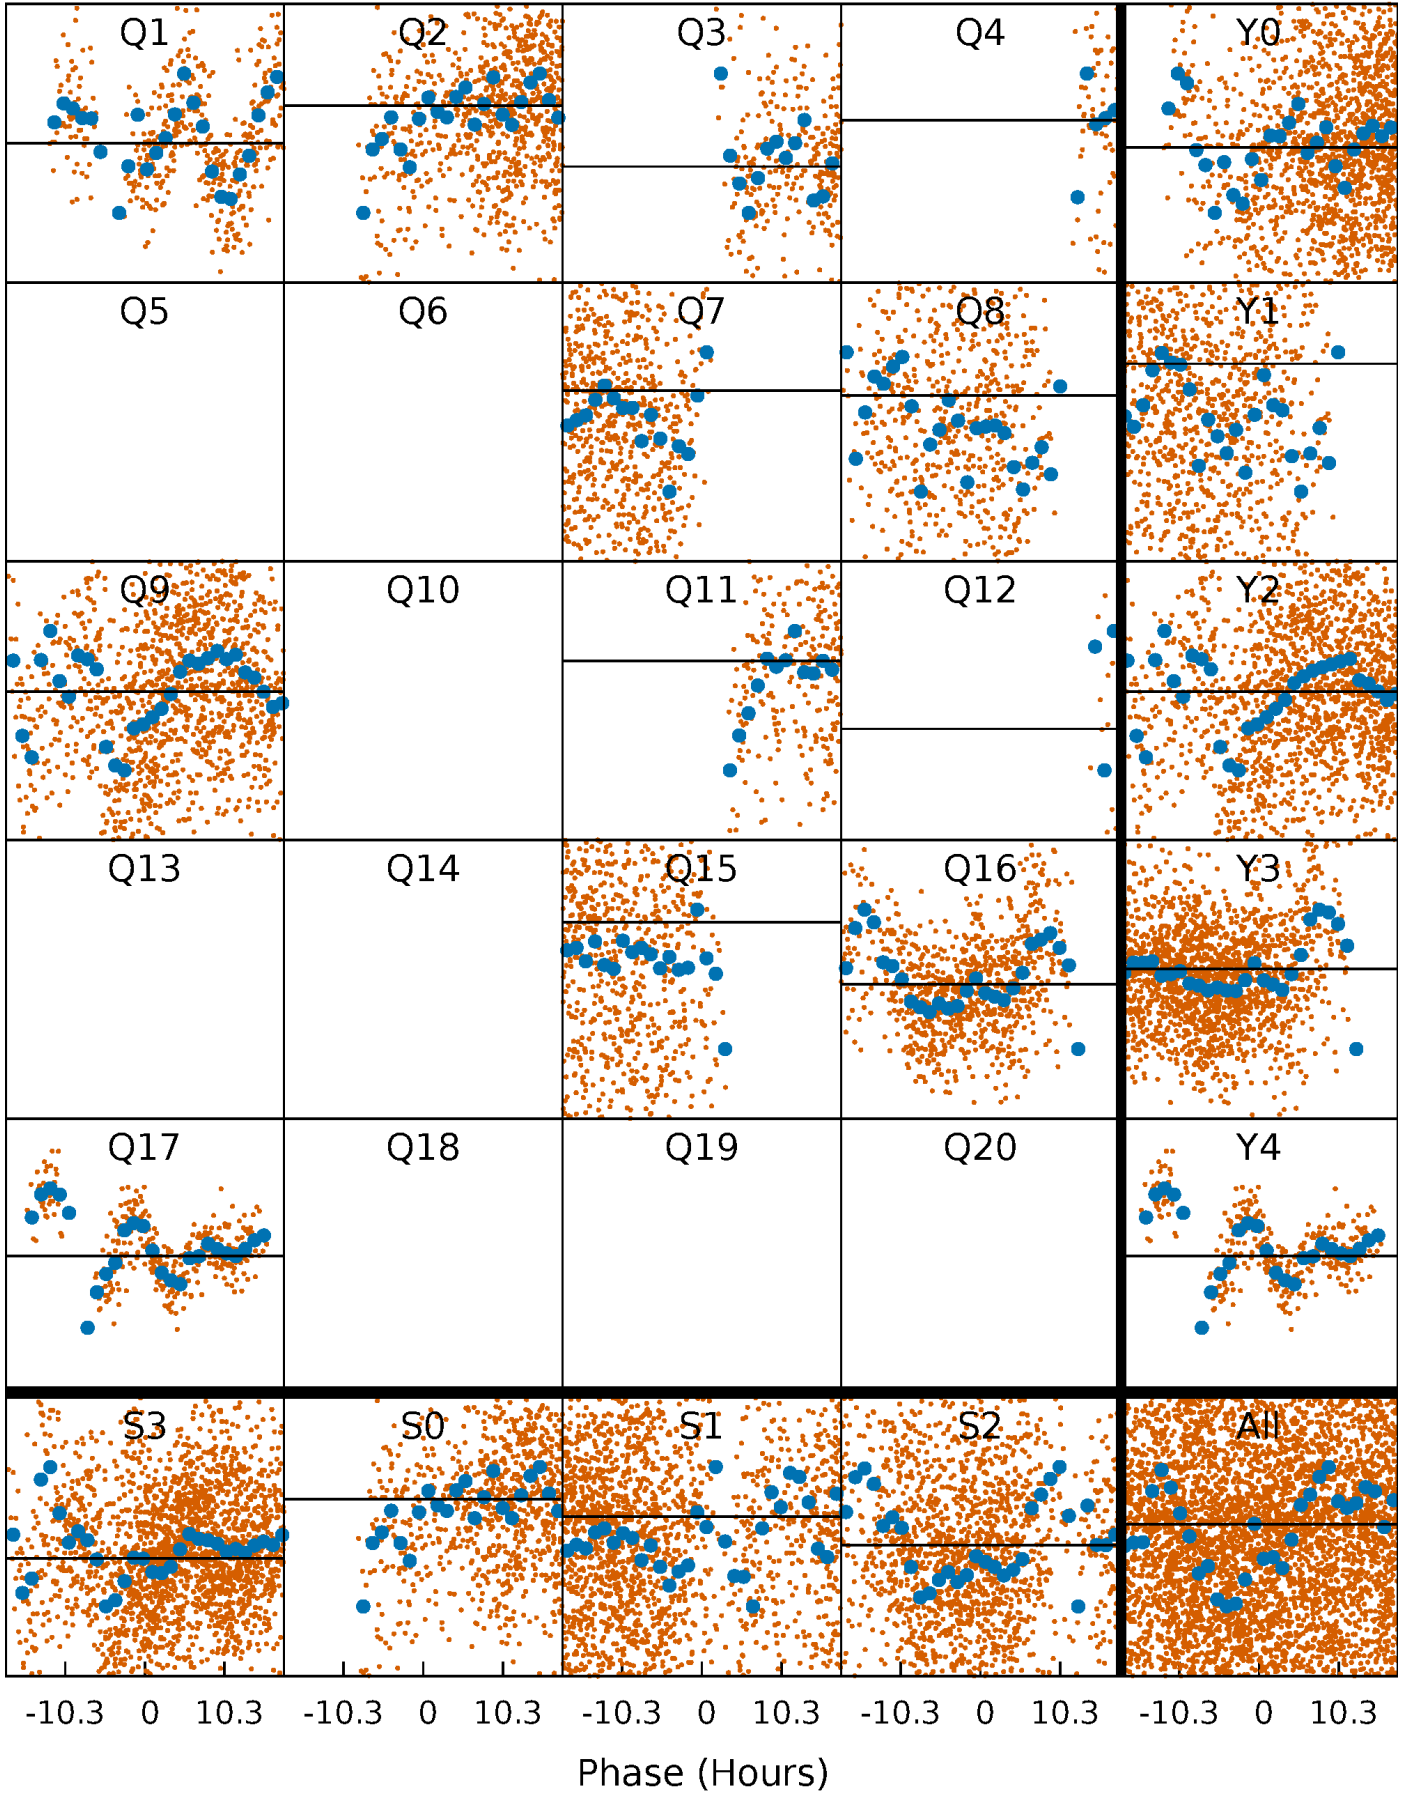 Q1 Q2 Q3 Q4 Y0
Q5 Q6 Q7 Q8 Y1
Q9 Q10 Q11 Q12 Y2
Q13 Q14 Q15 Q16 Y3
Q17 Q18 Q19 Q20 Y4
S3 S0 S1 S2 All
-10.3 0 10.3 -10.3 0 10.3 -10.3 0 10.3 -10.3 0 10.3 -10.3 0 10.3
Phase (Hours)